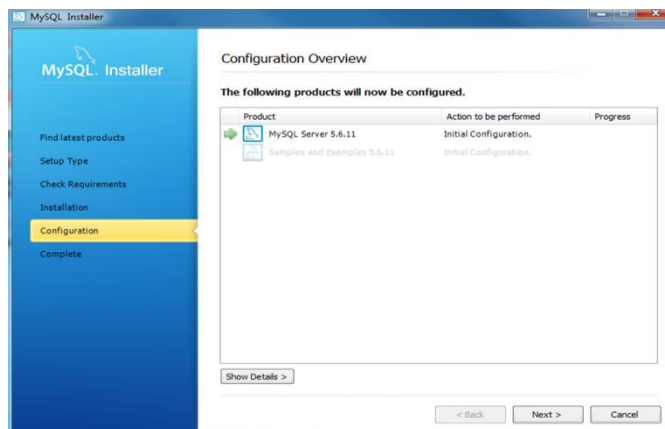 MySQL Installer
MySQL. Installer
Configuration Overview
The following products will now be configured.
Product Action to be performed Progress
MySQL Server 5.6.11 Initial Configuration.
Samples and Examples 5.6.11 Initial Configuration.
Find latest products
Setup Type
Check Requirements
Installation
Configuration
Complete
Show Details >
< Back Next > Cancel